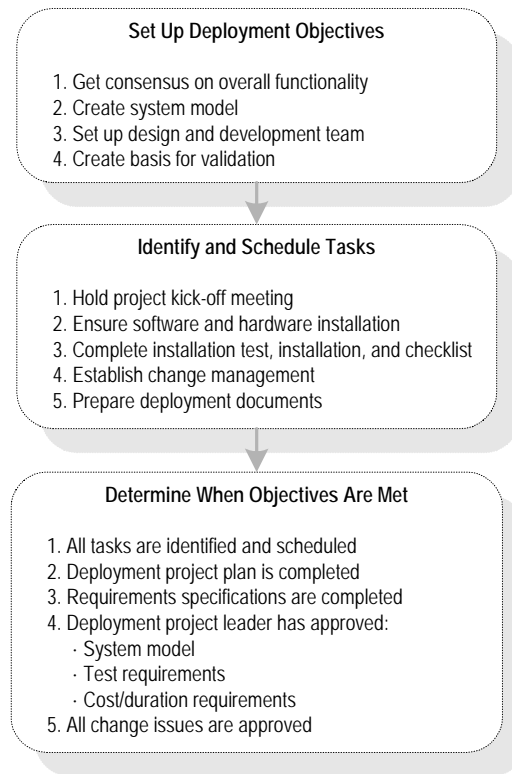 Set Up Deployment Objectives
1. Get consensus on overall functionality
2. Create system model
3. Set up design and development team
4. Create basis for validation
Identify and Schedule Tasks
1. Hold project kick-off meeting
2. Ensure software and hardware installation
3. Complete installation test, installation, and checklist
4. Establish change management
5. Prepare deployment documents
Determine When Objectives Are Met
1. All tasks are identified and scheduled
2. Deployment project plan is completed
3. Requirements specifications are completed
4. Deployment project leader has approved:
· System model
· Test requirements
· Cost/duration requirements
5. All change issues are approved